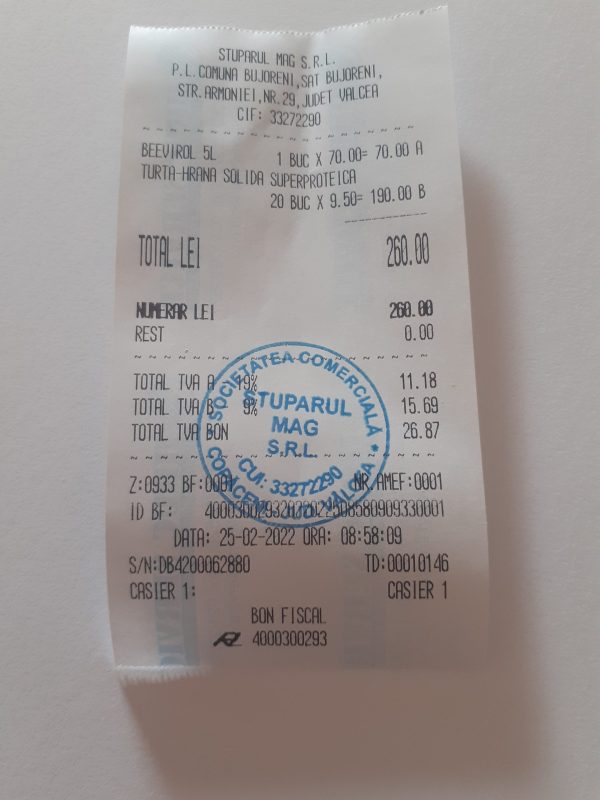 STUPARUL MAG S.R.L.
P.L.COMUNA BUJORENI,SAT BUJORENI,
STR.ARMONIEI,NR.29,JUDET VALCEA
CIF: 33272290
BEEVIROL 5L 1 BUC X 70.00= 70.00 A
TURTA-HRANA SOLIDA SUPERPROTEICA
20 BUC X 9.50= 190.00 B
TOTAL LEI 260.00
NUMERAR LEI 260.00
REST 0.00
TOTAL TVA A 19% 11.18
TOTAL TVA B 9% 15.69
TOTAL TVA BON 26.87
SOCIETATEA COMERCIALĂ
STUPARUL
MAG
S.R.L.
CUI: 33272290
Z:0933 BF:0001 NR.AMEF:0001
ID BF:
DATA: 25-02-2022 ORA: 08:58:09
S/N:DB4200062880 TD:00010146
CASIER 1: CASIER 1
BON FISCAL
4000300293